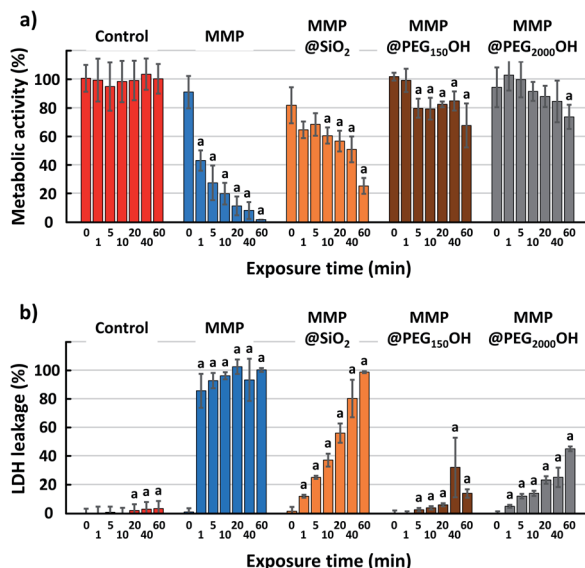 a)
Control MMP MMP @SiO₂ MMP @PEG₁₅₀OH MMP @PEG₂₀₀₀OH
Metabolic activity (%)
120
100
80
60
40
20
0
a a a a a a a a a a a a a a a a
0 1 5 10 20 40 60 0 1 5 10 20 40 60 0 1 5 10 20 40 60 0 1 5 10 20 40 60 0 1 5 10 20 40 60
Exposure time (min)
b)
Control MMP MMP @SiO₂ MMP @PEG₁₅₀OH MMP @PEG₂₀₀₀OH
LDH leakage (%)
120
100
80
60
40
20
0
a a a a a a a a a a a a a a a a a a a a a a a a a a
0 1 5 10 20 40 60 0 1 5 10 20 40 60 0 1 5 10 20 40 60 0 1 5 10 20 40 60 0 1 5 10 20 40 60
Exposure time (min)